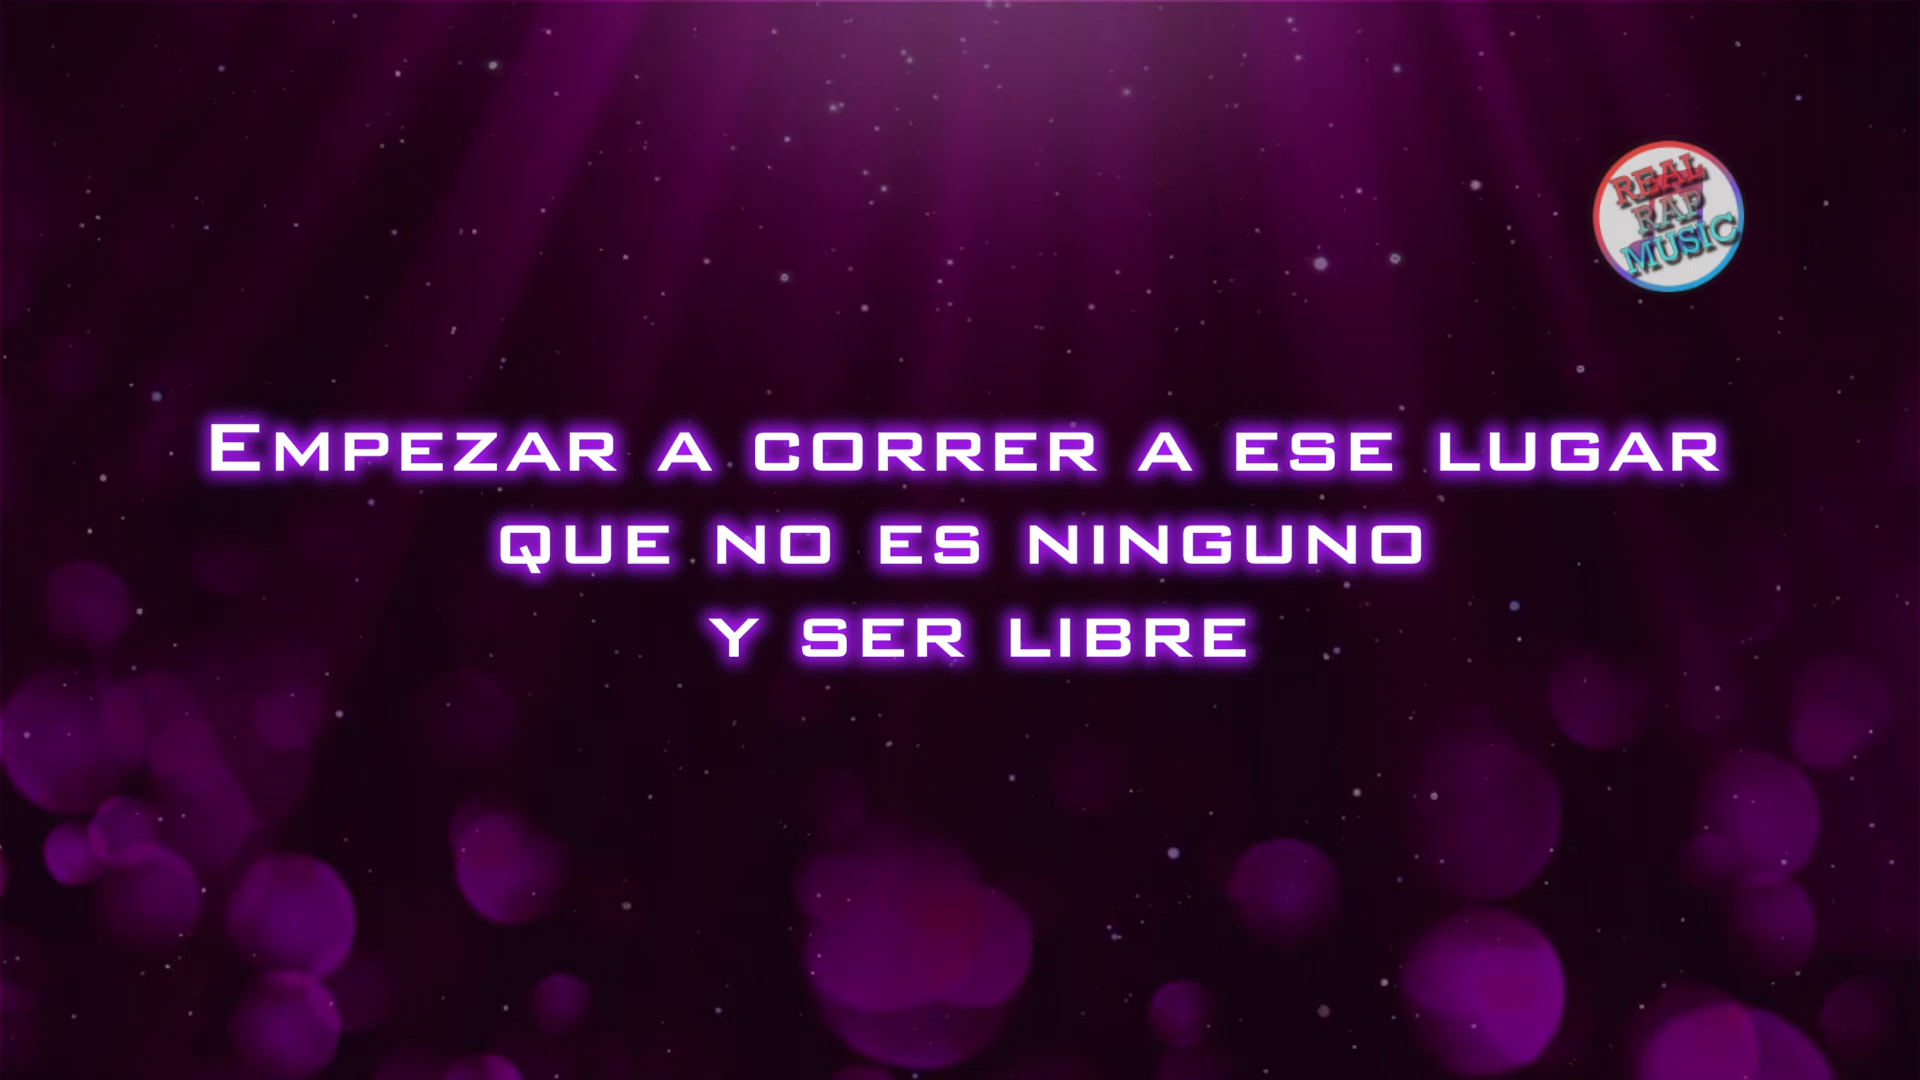 REAL
RAP
MUSIC
EMPEZAR A CORRER A ESE LUGAR
QUE NO ES NINGUNO
Y SER LIBRE